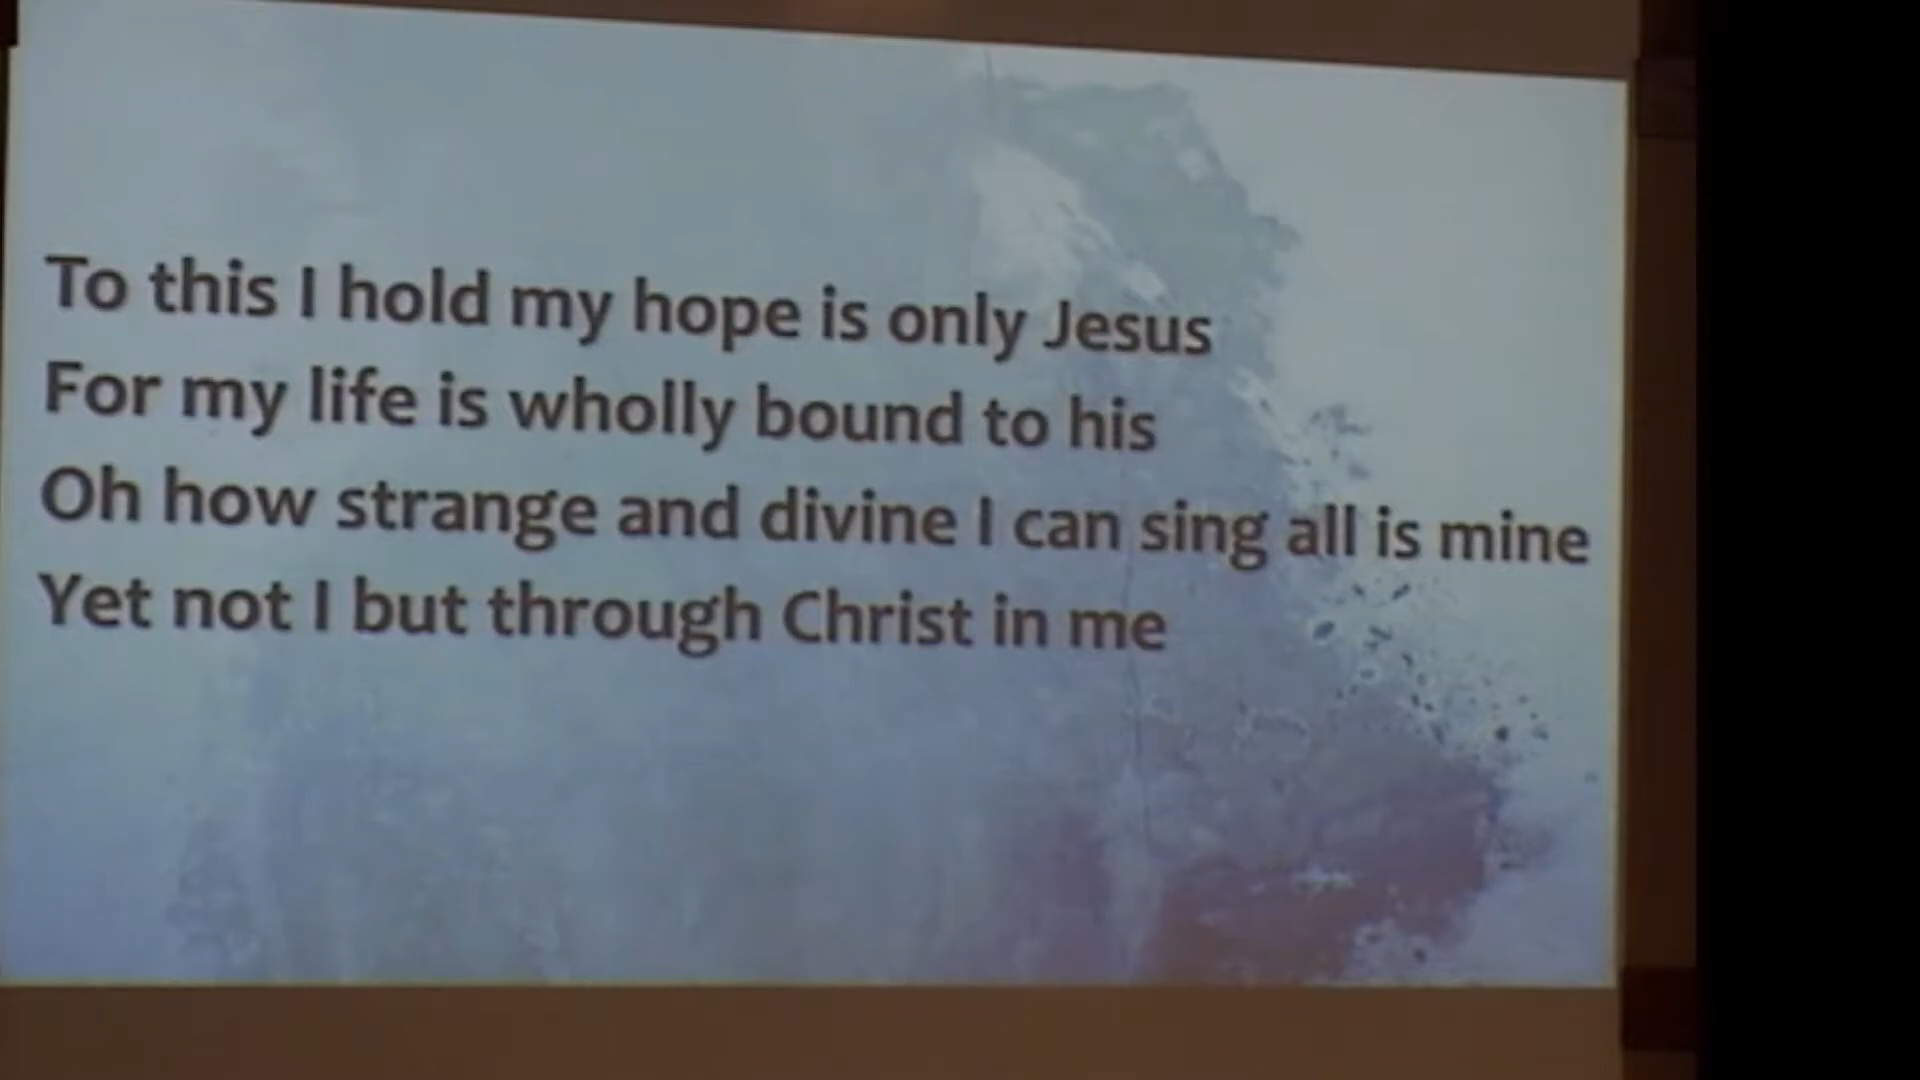 To this I hold my hope is only Jesus
For my life is wholly bound to his
Oh how strange and divine I can sing all is mine
Yet not I but through Christ in me